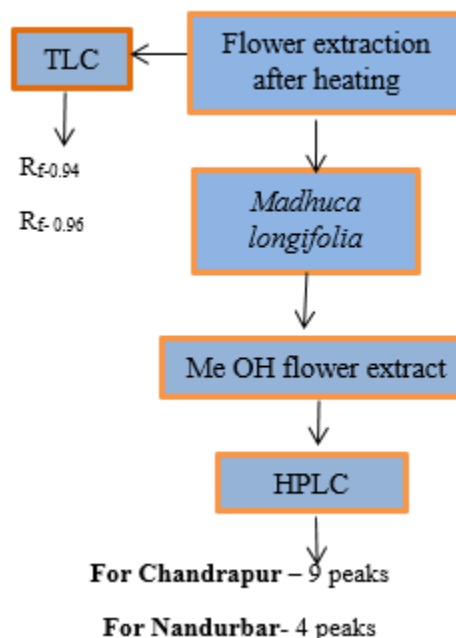 TLC
Flower extraction
after heating
Rf-0.94
Rf- 0.96
Madhuca
longifolia
Me OH flower extract
HPLC
For Chandrapur – 9 peaks
For Nandurbar- 4 peaks